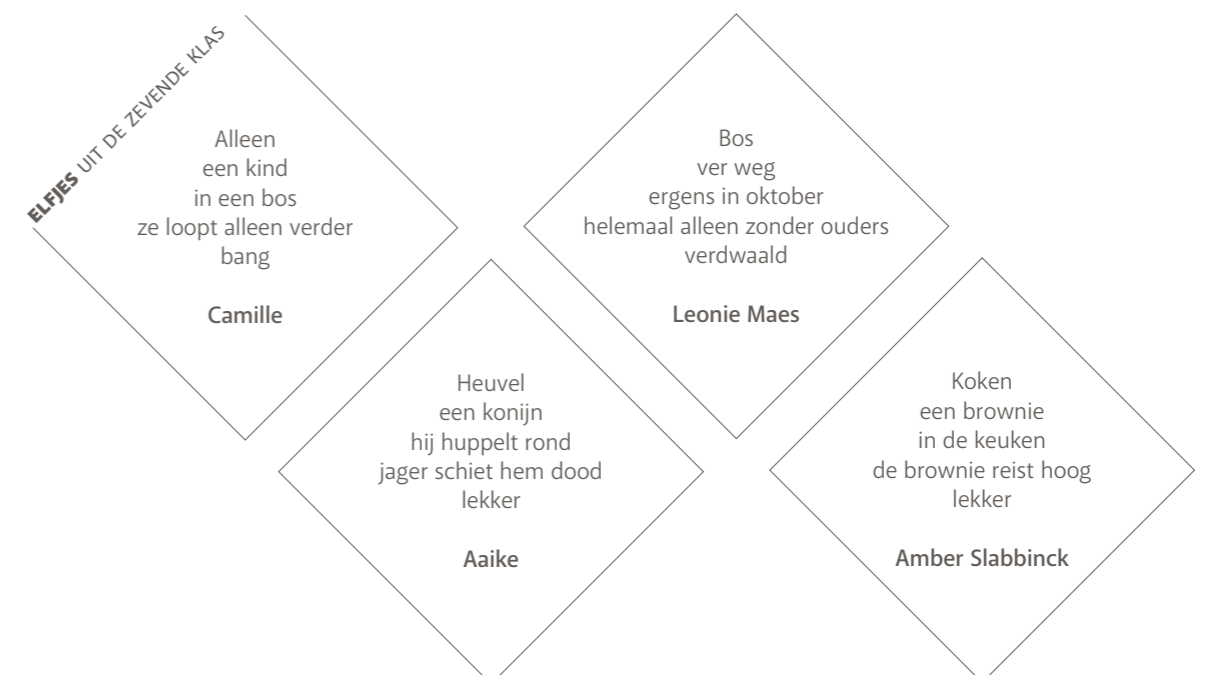 ELFJES UIT DE ZEVENDE KLAS
Alleen
een kind
in een bos
ze loopt alleen verder
bang
Camille
Bos
ver weg
ergens in oktober
helemaal alleen zonder ouders
verdwaald
Leonie Maes
Heuvel
een konijn
hij huppelt rond
jager schiet hem dood
lekker
Aaike
Koken
een brownie
in de keuken
de brownie reist hoog
lekker
Amber Slabbinck